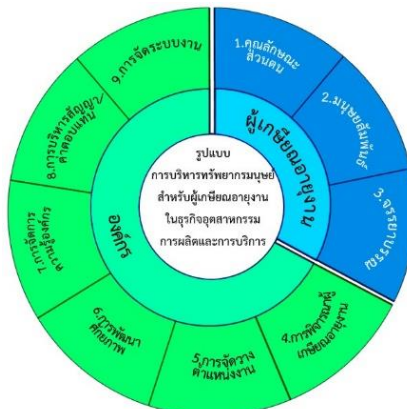 รูปแบบ
การบริหารทรัพยากรมนุษย์
สำหรับผู้เกษียณอายุงาน
ในธุรกิจอุตสาหกรรม
การผลิตและการบริการ
ผู้เกษียณอายุงาน
องค์กร
1.คุณลักษณะ
ส่วนตน
2.มนุษยสัมพันธ์
3.จรรยาบรรณ
4.การพิจารณาผู้
เกษียณอายุงาน
5.การจัดวาง
ตำแหน่งงาน
6.การพัฒนา
ศักยภาพ
7.การจัดการ
ความรู้องค์กร
8.การบริหารสัญญา/
ค่าตอบแทน
9.การจัดระบบงาน